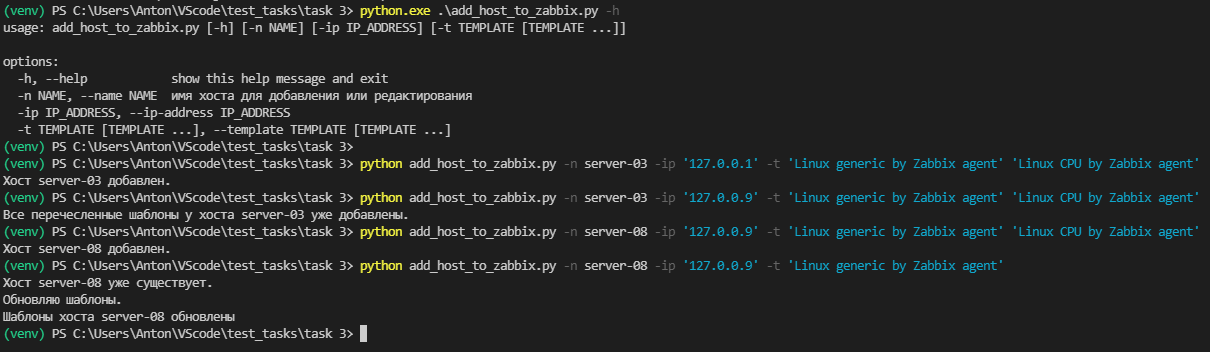 (venv) PS C:\Users\Anton\VScode\test_tasks\task 3> python.exe .\add_host_to_zabbix.py -h
usage: add_host_to_zabbix.py [-h] [-n NAME] [-ip IP_ADDRESS] [-t TEMPLATE [TEMPLATE ...]]
options:
-h, --help show this help message and exit
-n NAME, --name NAME имя хоста для добавления или редактирования
-ip IP_ADDRESS, --ip-address IP_ADDRESS
-t TEMPLATE [TEMPLATE ...], --template TEMPLATE [TEMPLATE ...]
(venv) PS C:\Users\Anton\VScode\test_tasks\task 3>
(venv) PS C:\Users\Anton\VScode\test_tasks\task 3> python add_host_to_zabbix.py -n server-03 -ip '127.0.0.1' -t 'Linux generic by Zabbix agent' 'Linux CPU by Zabbix agent'
Хост server-03 добавлен.
(venv) PS C:\Users\Anton\VScode\test_tasks\task 3> python add_host_to_zabbix.py -n server-03 -ip '127.0.0.9' -t 'Linux generic by Zabbix agent' 'Linux CPU by Zabbix agent'
Все перечисленные шаблоны у хоста server-03 уже добавлены.
(venv) PS C:\Users\Anton\VScode\test_tasks\task 3> python add_host_to_zabbix.py -n server-08 -ip '127.0.0.9' -t 'Linux generic by Zabbix agent' 'Linux CPU by Zabbix agent'
Хост server-08 добавлен.
(venv) PS C:\Users\Anton\VScode\test_tasks\task 3> python add_host_to_zabbix.py -n server-08 -ip '127.0.0.9' -t 'Linux generic by Zabbix agent'
Хост server-08 уже существует.
Обновляю шаблоны.
Шаблоны хоста server-08 обновлены
(venv) PS C:\Users\Anton\VScode\test_tasks\task 3>